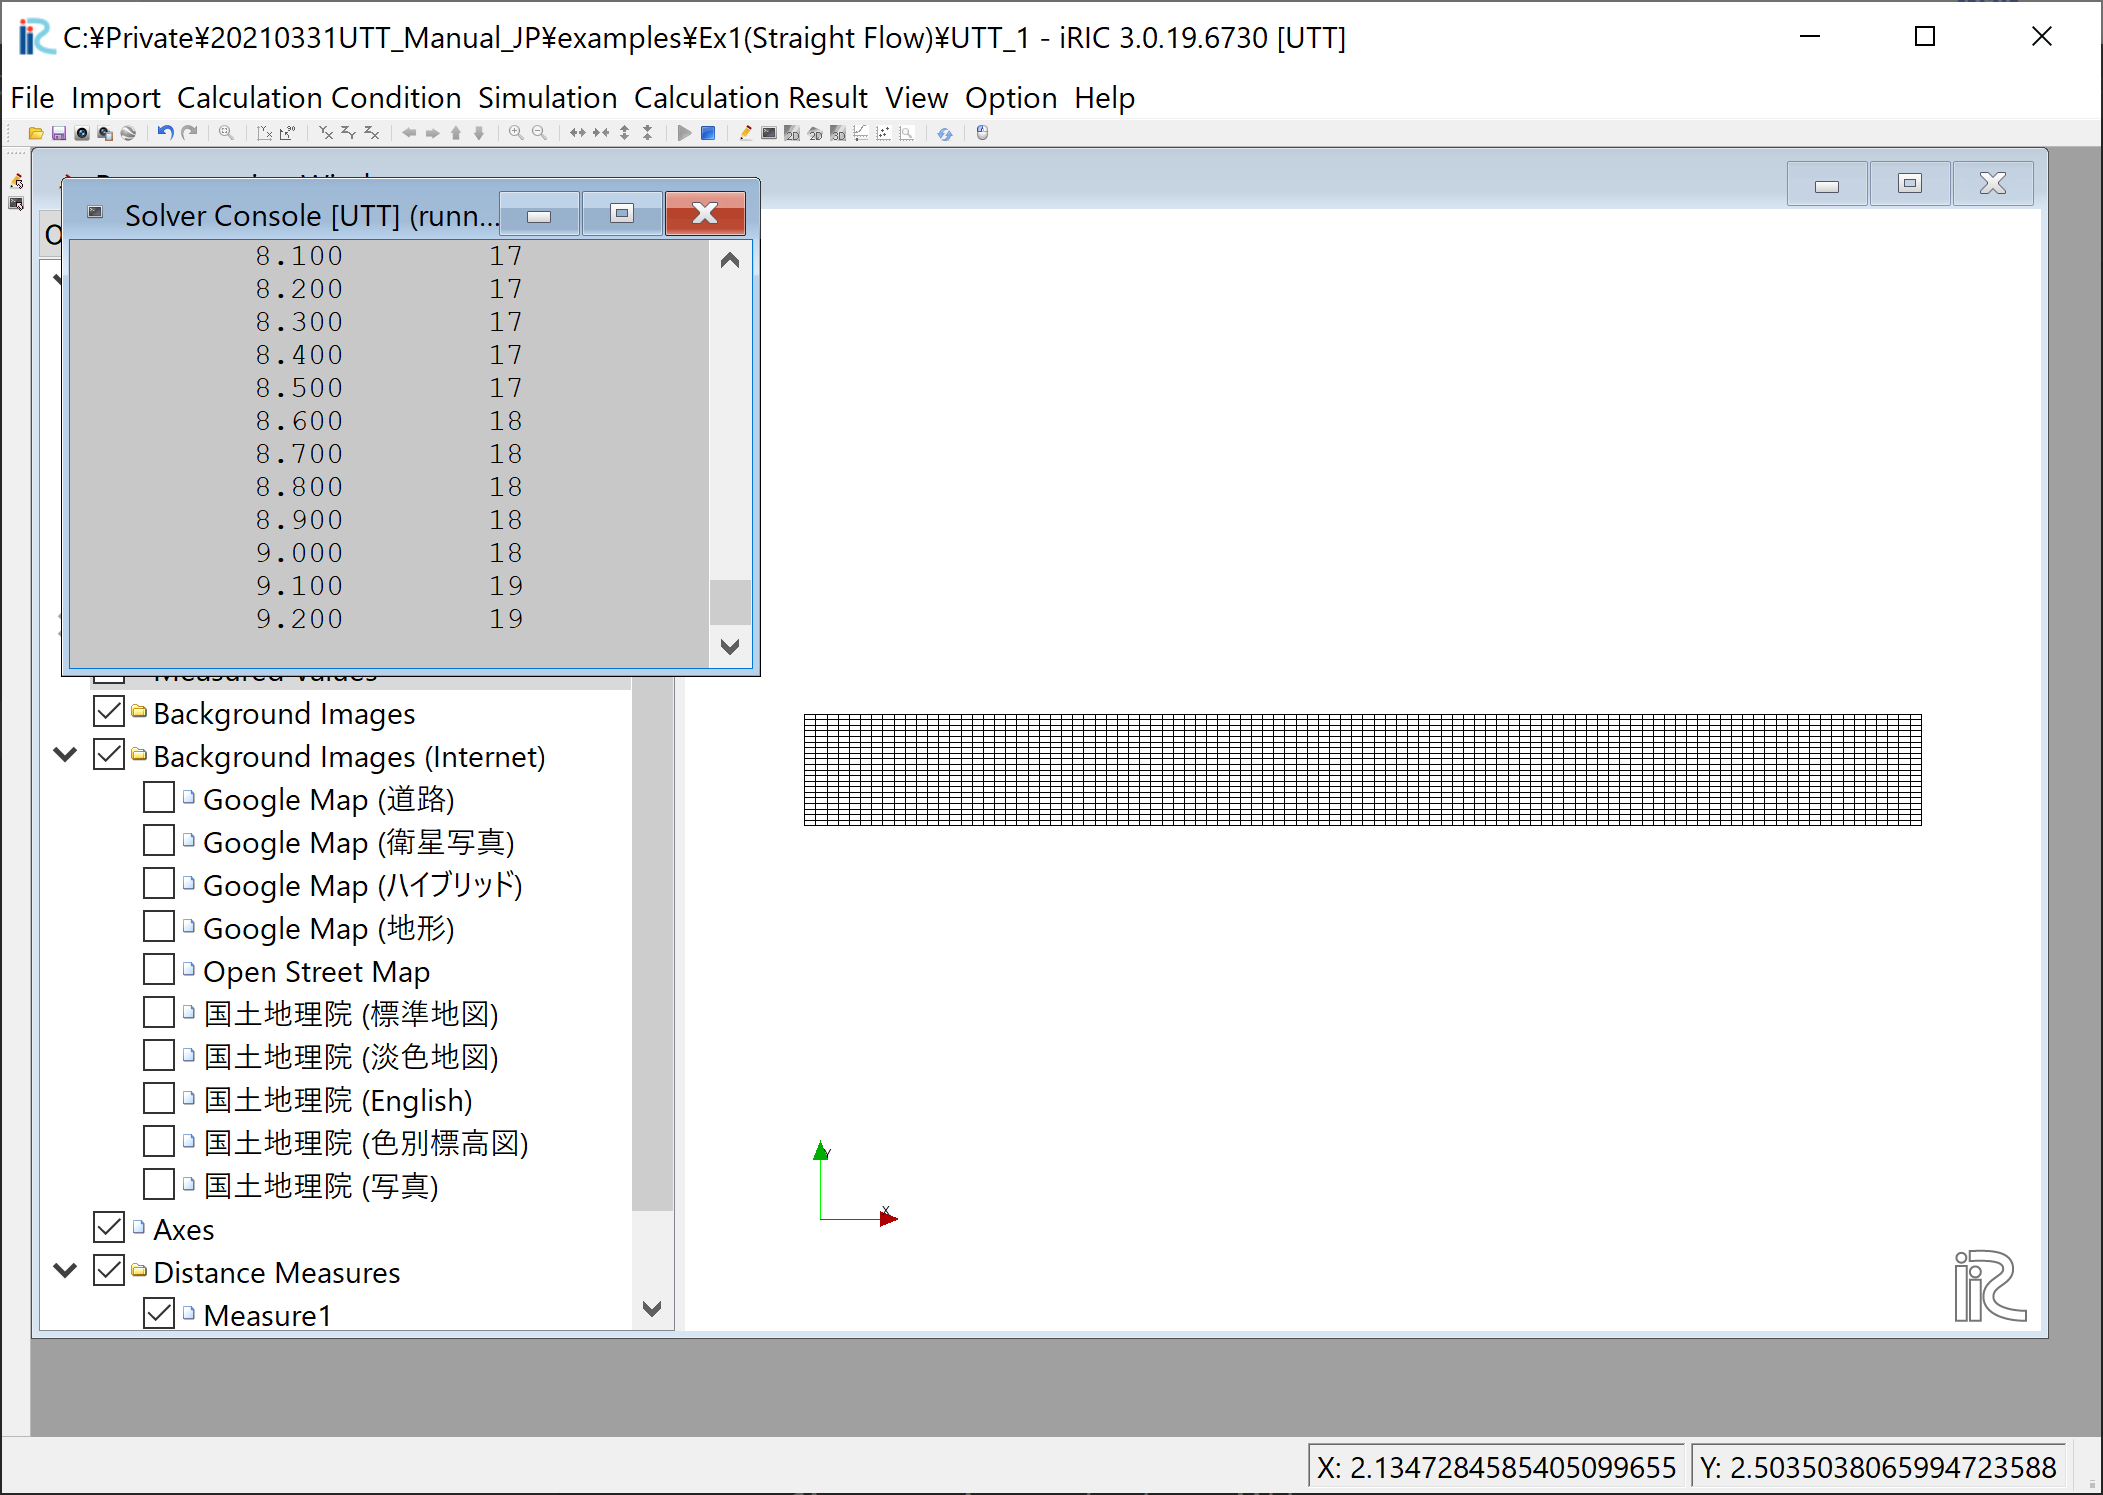 C:¥Private¥20210331UTT_Manual_JP¥examples¥Ex1(Straight Flow)¥UTT_1 - iRIC 3.0.19.6730 [UTT]
File Import Calculation Condition Simulation Calculation Result View Option Help
Solver Console [UTT] (runn...
8.100 17
8.200 17
8.300 17
8.400 17
8.500 17
8.600 18
8.700 18
8.800 18
8.900 18
9.000 18
9.100 19
9.200 19
Measured Values
Background Images
Background Images (Internet)
Google Map (道路)
Google Map (衛星写真)
Google Map (ハイブリッド)
Google Map (地形)
Open Street Map
国土地理院 (標準地図)
国土地理院 (淡色地図)
国土地理院 (English)
国土地理院 (色別標高図)
国土地理院 (写真)
Axes
Distance Measures
Measure1
Y
X
iRIC
X: 2.1347284585405099655
Y: 2.5035038065994723588